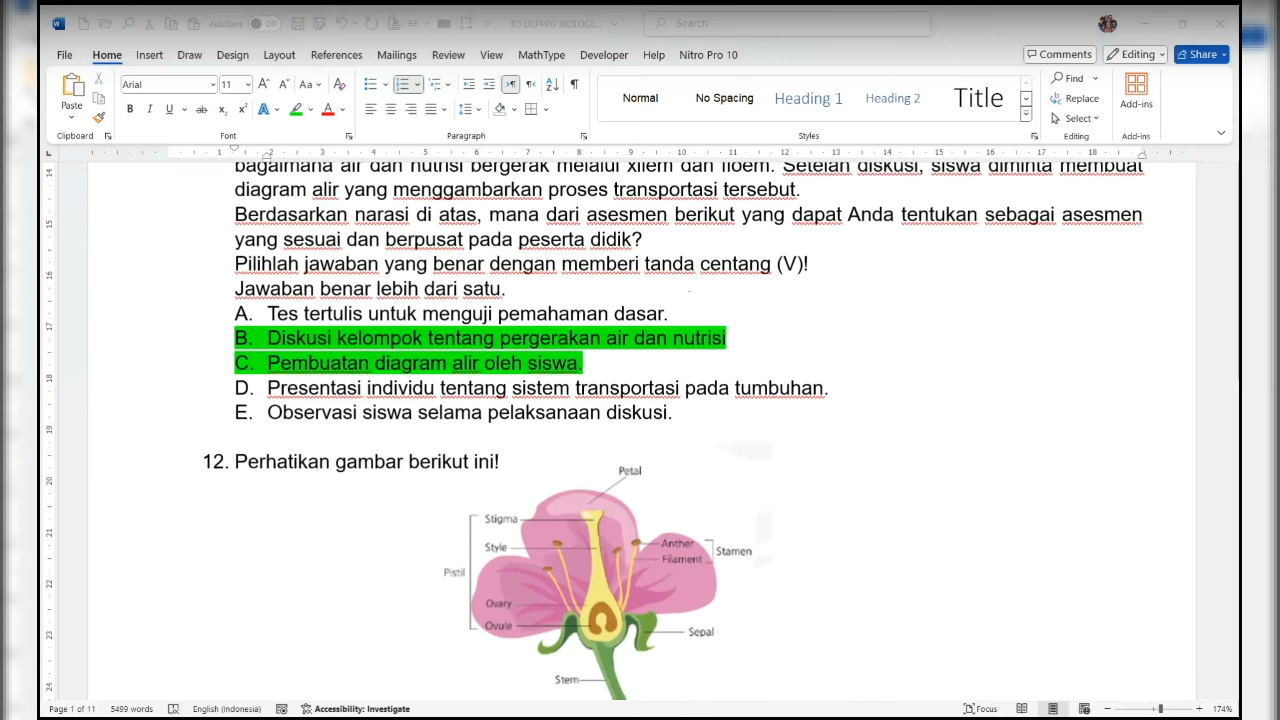 AutoSave Off TO UKPPPG BIOLOGI... Search
File Home Insert Draw Design Layout References Mailings Review View MathType Developer Help Nitro Pro 10 Comments Editing Share
Paste Arial 11 Normal No Spacing Heading 1 Heading 2 Title Find Replace Select Add-ins
Clipboard Font Paragraph Styles Editing Add-ins
bagaimana air dan nutrisi bergerak melalui xilem dan floem. Setelah diskusi, siswa diminta membuat
diagram alir yang menggambarkan proses transportasi tersebut.
Berdasarkan narasi di atas, mana dari asesmen berikut yang dapat Anda tentukan sebagai asesmen
yang sesuai dan berpusat pada peserta didik?
Pilihlah jawaban yang benar dengan memberi tanda centang (V)!
Jawaban benar lebih dari satu.
A. Tes tertulis untuk menguji pemahaman dasar.
B. Diskusi kelompok tentang pergerakan air dan nutrisi
C. Pembuatan diagram alir oleh siswa.
D. Presentasi individu tentang sistem transportasi pada tumbuhan.
E. Observasi siswa selama pelaksanaan diskusi.
12. Perhatikan gambar berikut ini!
Petal
Stigma
Style
Anther
Filament
Stamen
Pistil
Ovary
Ovule
Sepal
Stem
Page 1 of 11 5499 words English (Indonesia) Accessibility: Investigate Focus 174%